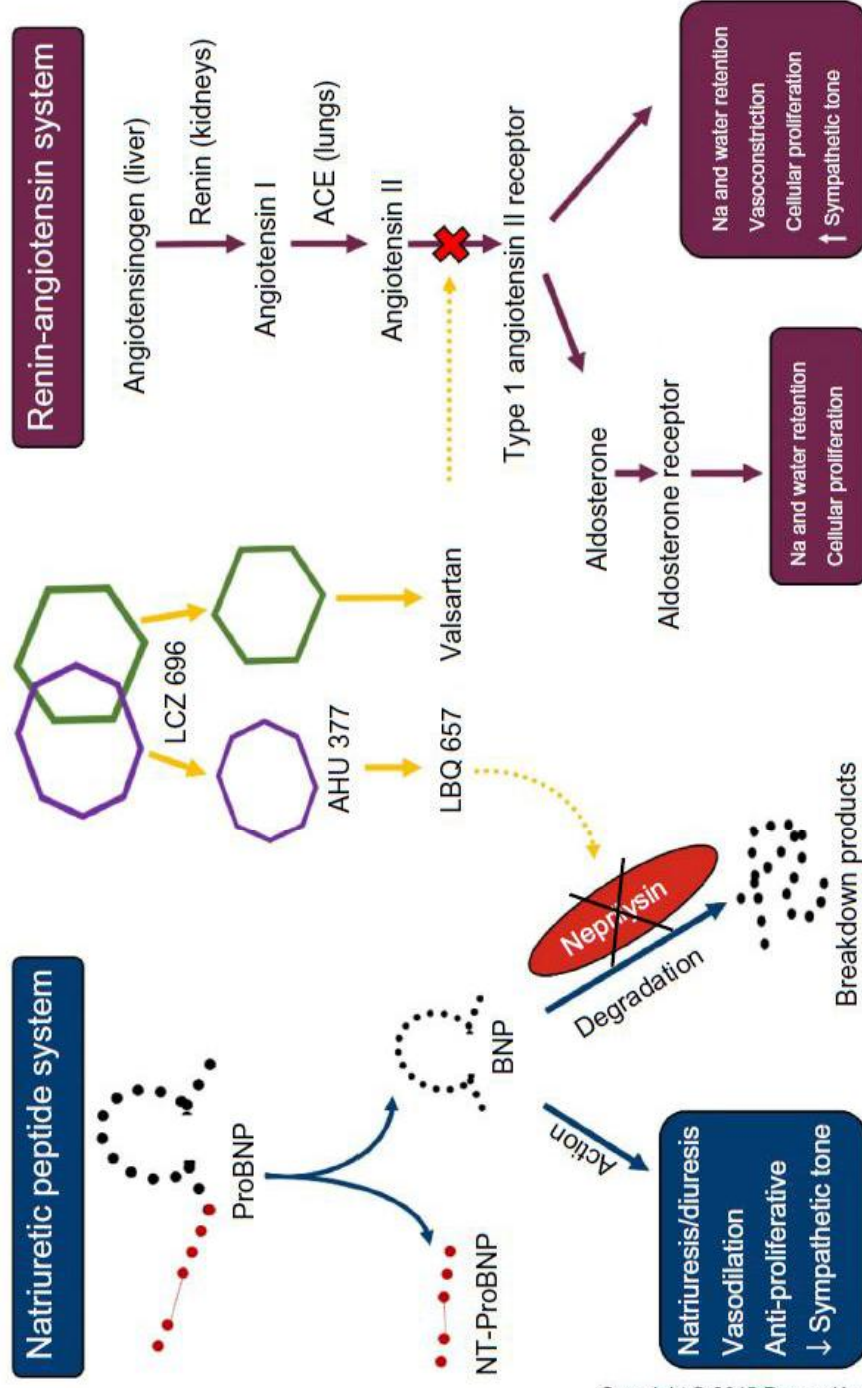 Natriuretic peptide system
ProBNP
NT-ProBNP
BNP
Action
Degradation
Neprilysin
Natriuresis/diuresis
Vasodilation
Anti-proliferative
↓ Sympathetic tone
Breakdown products
LCZ 696
AHU 377
LBQ 657
Valsartan
Renin-angiotensin system
Angiotensinogen (liver)
Renin (kidneys)
Angiotensin I
ACE (lungs)
Angiotensin II
Type 1 angiotensin II receptor
Aldosterone
Aldosterone receptor
Na and water retention
Cellular proliferation
Na and water retention
Vasoconstriction
Cellular proliferation
↑ Sympathetic tone